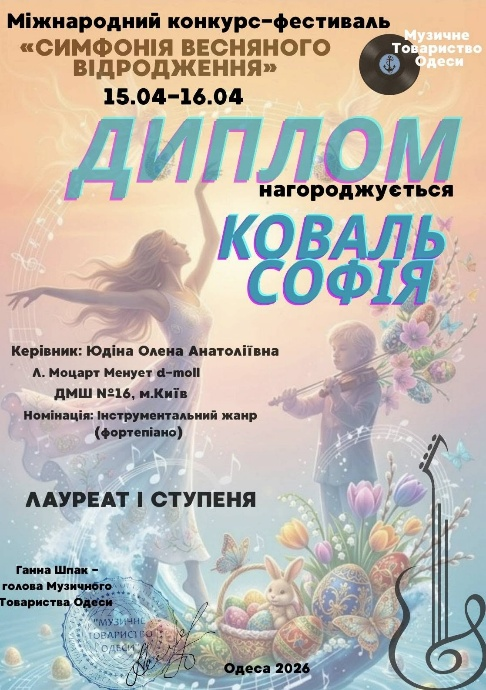 Міжнародний конкурс-фестиваль
«СИМФОНІЯ ВЕСНЯНОГО
ВІДРОДЖЕННЯ»
15.04-16.04
Музичне
Товариство
Одеси
ДИПЛОМ
нагороджується
КОВАЛЬ
СОФІЯ
Керівник: Юдіна Олена Анатоліївна
Л. Моцарт Менует d-moll
ДМШ №16, м.Київ
Номінація: Інструментальний жанр
(фортепіано)
ЛАУРЕАТ І СТУПЕНЯ
Ганна Шпак -
голова Музичного
Товариства Одеси
"МУЗИЧНЕ
ТОВАРИСТВО
ОДЕСИ"
Одеса 2026